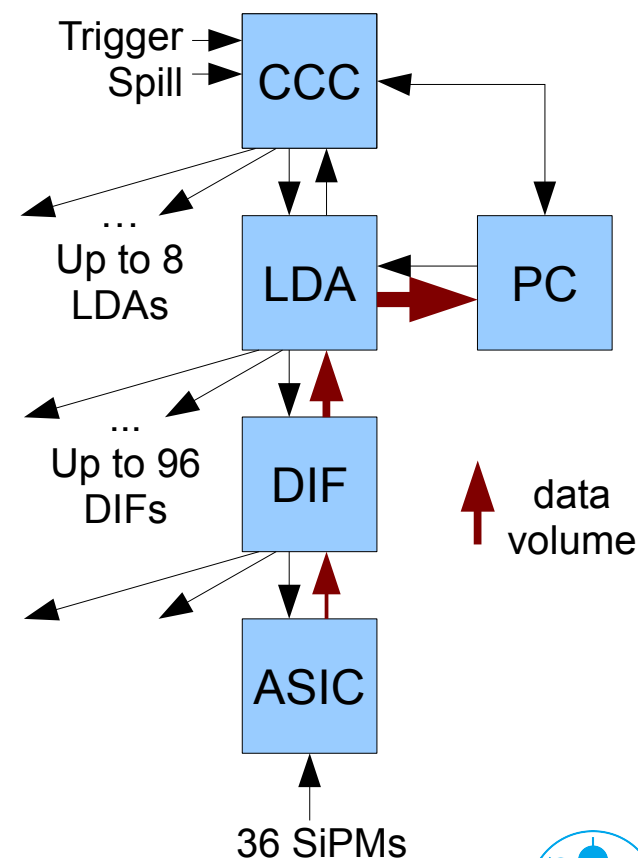 Trigger
Spill
CCC
...
Up to 8
LDAs
LDA
PC
...
Up to 96
DIFs
DIF
data
volume
ASIC
36 SiPMs